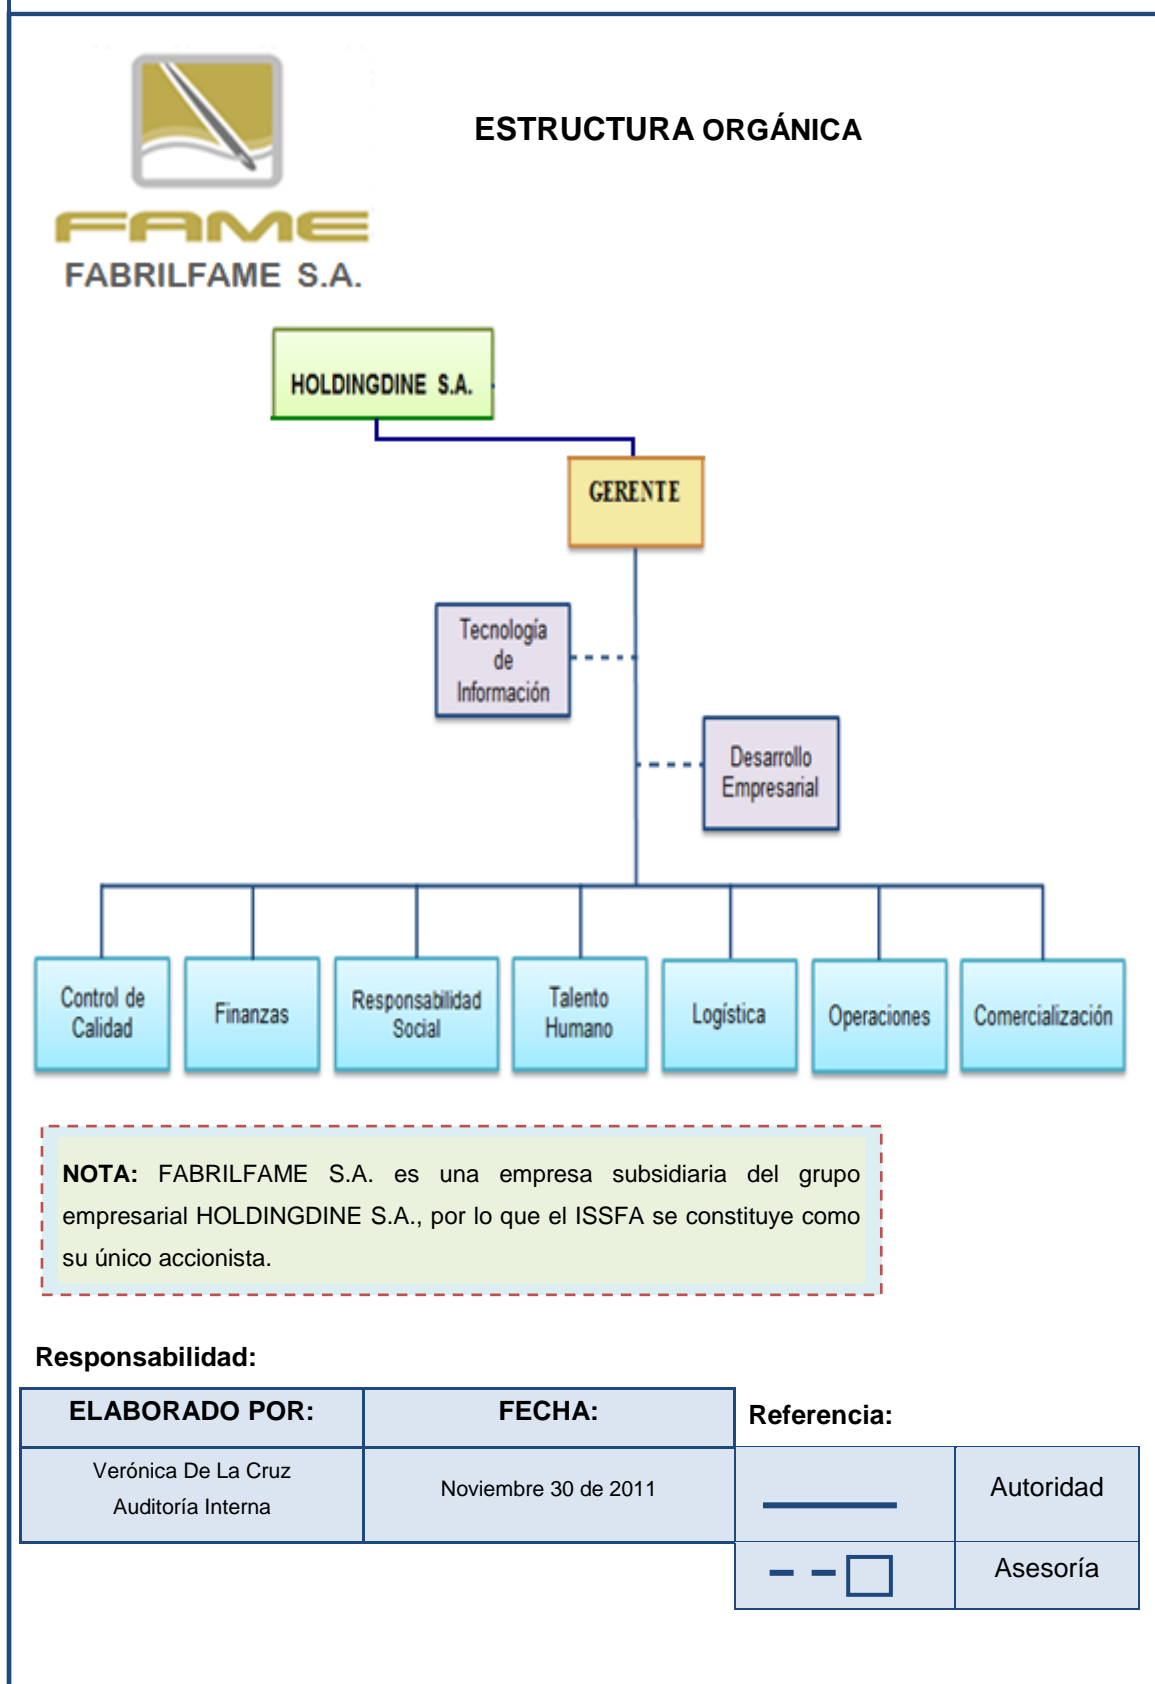 ESTRUCTURA ORGÁNICA
FAME
FABRILFAME S.A.
HOLDINGDINE S.A.
GERENTE
Tecnología
de
Información
Desarrollo
Empresarial
Control de
Calidad
Finanzas
Responsabilidad
Social
Talento
Humano
Logística
Operaciones
Comercialización
NOTA: FABRILFAME S.A. es una empresa subsidiaria del grupo
empresarial HOLDINGDINE S.A., por lo que el ISSFA se constituye como
su único accionista.
Responsabilidad:
ELABORADO POR:
FECHA:
Verónica De La Cruz
Auditoría Interna
Noviembre 30 de 2011
Referencia:
Autoridad
Asesoría